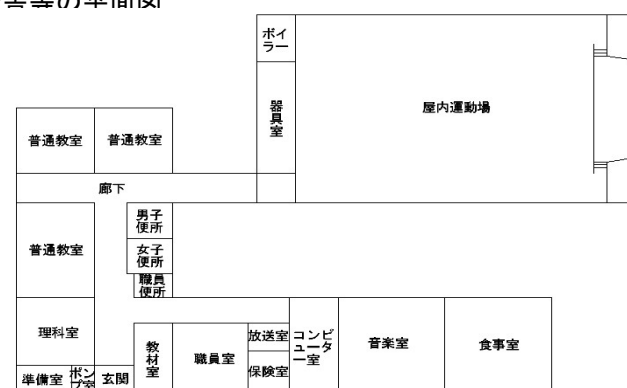 ボイ
ラー
器具室
屋内運動場
普通教室
普通教室
廊下
男子
便所
普通教室
女子
便所
職員
便所
理科室
教材室
職員室
放送室
コンピ
ュータ
ー室
音楽室
食事室
保険室
準備室
ポン
プ室
玄関